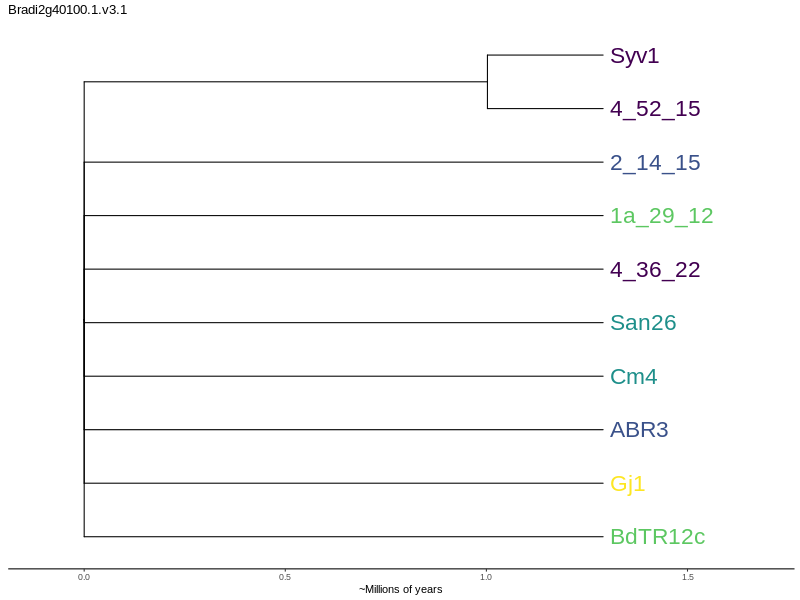 Bradi2g40100.1.v3.1
Syv1
4_52_15
2_14_15
1a_29_12
4_36_22
San26
Cm4
ABR3
Gj1
BdTR12c
0.0 0.5 1.0 1.5
~Millions of years